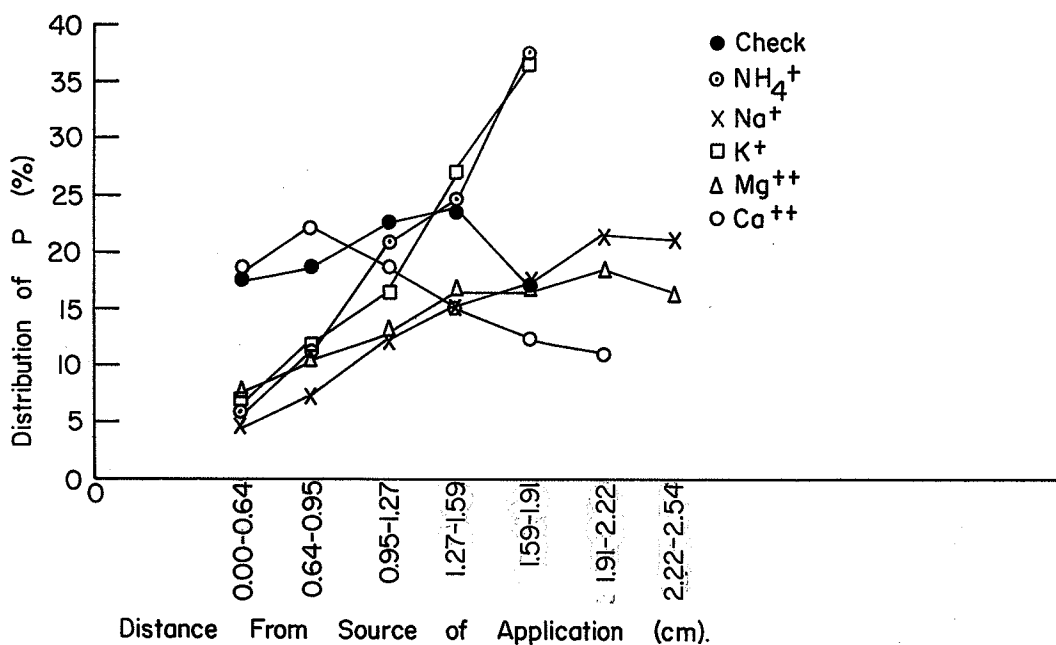 40
35
30
25
20
15
10
5
0
0
Distribution of P (%)
Check
NH4+
Na+
K+
Mg++
Ca++
0.00-0.64
0.64-0.95
0.95-1.27
1.27-1.59
1.59-1.91
1.91-2.22
2.22-2.54
Distance From Source of Application (cm).